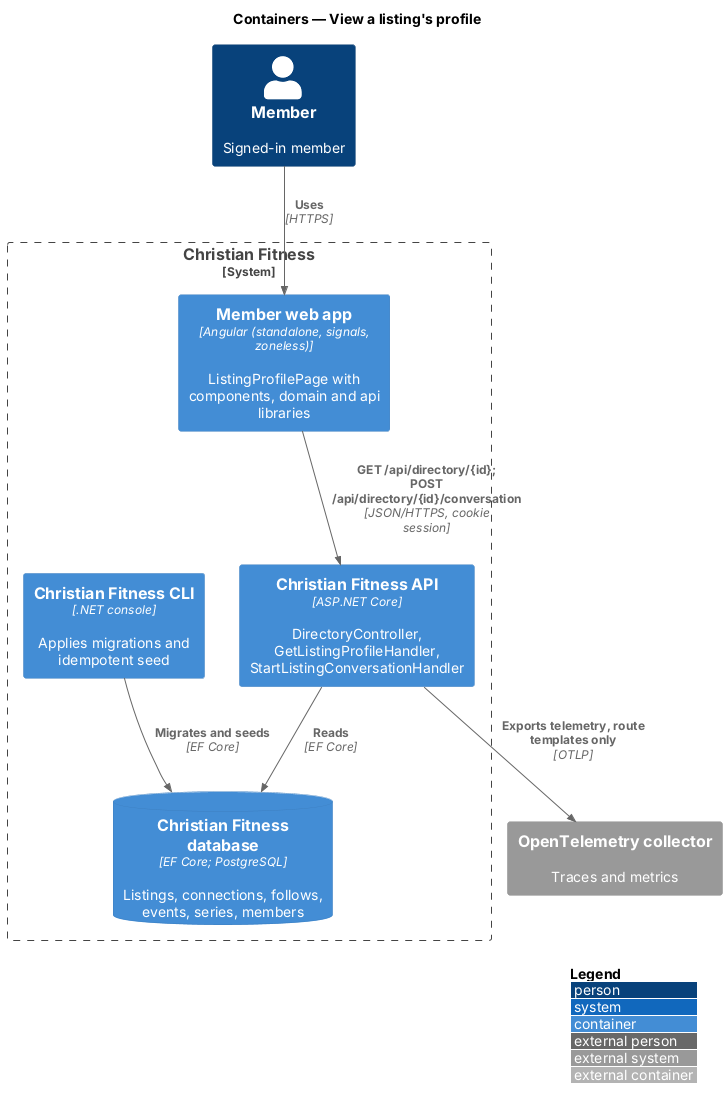 Containers — View a listing's profile
Member
Signed-in member
Uses
[HTTPS]
Christian Fitness
[System]
Member web app
[Angular (standalone, signals,
zoneless)]
ListingProfilePage with
components, domain and api
libraries
GET /api/directory/{id};
POST
/api/directory/{id}/conversation
[JSON/HTTPS, cookie
session]
Christian Fitness CLI
[.NET console]
Applies migrations and
idempotent seed
Christian Fitness API
[ASP.NET Core]
DirectoryController,
GetListingProfileHandler,
StartListingConversationHandler
Migrates and seeds
[EF Core]
Reads
[EF Core]
Exports telemetry, route
templates only
[OTLP]
Christian Fitness
database
[EF Core; PostgreSQL]
Listings, connections, follows,
events, series, members
OpenTelemetry collector
Traces and metrics
Legend
person
system
container
external person
external system
external container